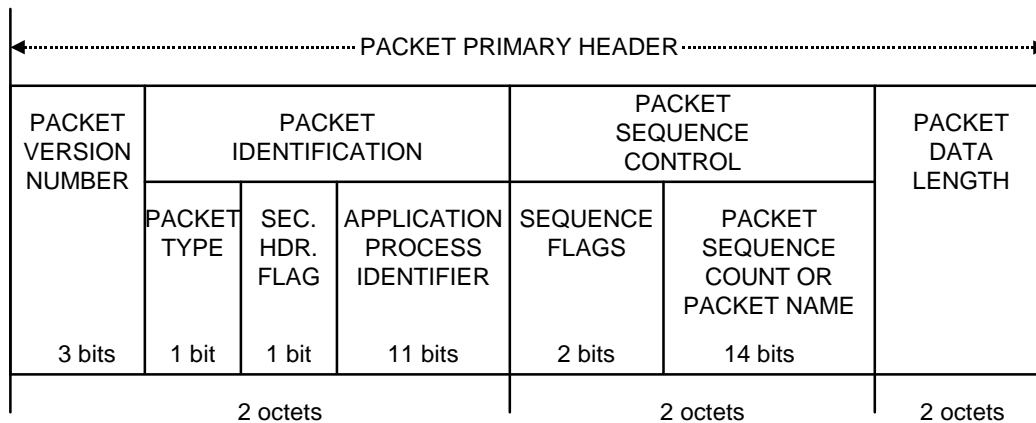 PACKET PRIMARY HEADER
PACKET
VERSION
NUMBER
PACKET
IDENTIFICATION
PACKET
SEQUENCE
CONTROL
PACKET
DATA
LENGTH
PACKET
TYPE
SEC.
HDR.
FLAG
APPLICATION
PROCESS
IDENTIFIER
SEQUENCE
FLAGS
PACKET
SEQUENCE
COUNT OR
PACKET NAME
3 bits
1 bit
1 bit
11 bits
2 bits
14 bits
2 octets
2 octets
2 octets